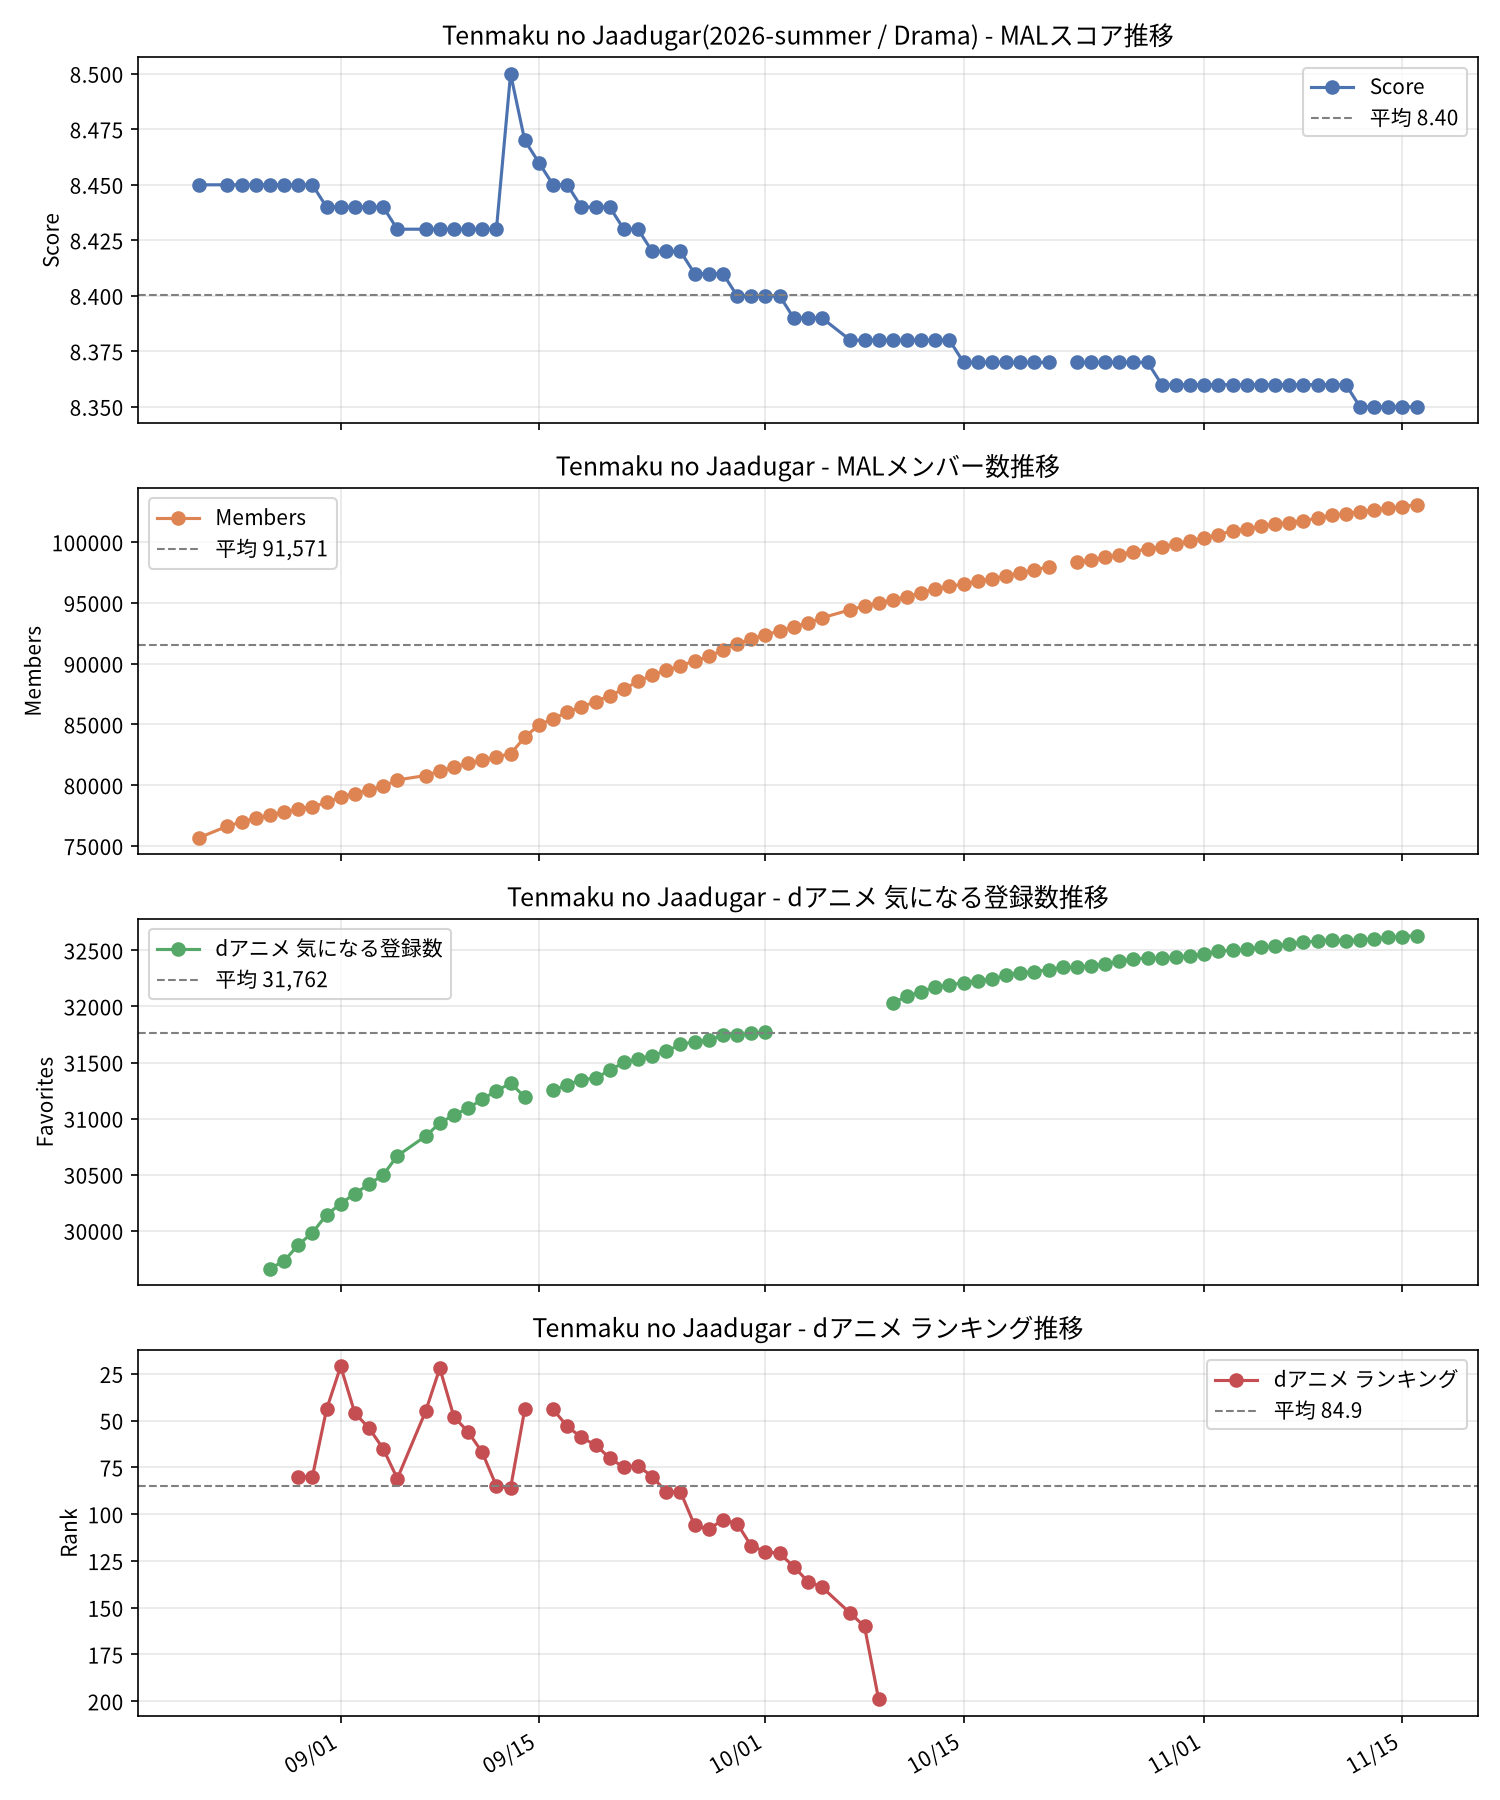 Tenmaku no Jaadugar(2026-summer / Drama) - MALスコア推移
8.500
8.475
8.450
8.425
8.400
8.375
8.350
Score
Score
平均 8.40
Tenmaku no Jaadugar - MALメンバー数推移
100000
95000
90000
85000
80000
75000
Members
Members
平均 91,571
Tenmaku no Jaadugar - dアニメ 気になる登録数推移
32500
32000
31500
31000
30500
30000
Favorites
dアニメ 気になる登録数
平均 31,762
Tenmaku no Jaadugar - dアニメ ランキング推移
25
50
75
100
125
150
175
200
Rank
dアニメ ランキング
平均 84.9
09/01
09/15
10/01
10/15
11/01
11/15